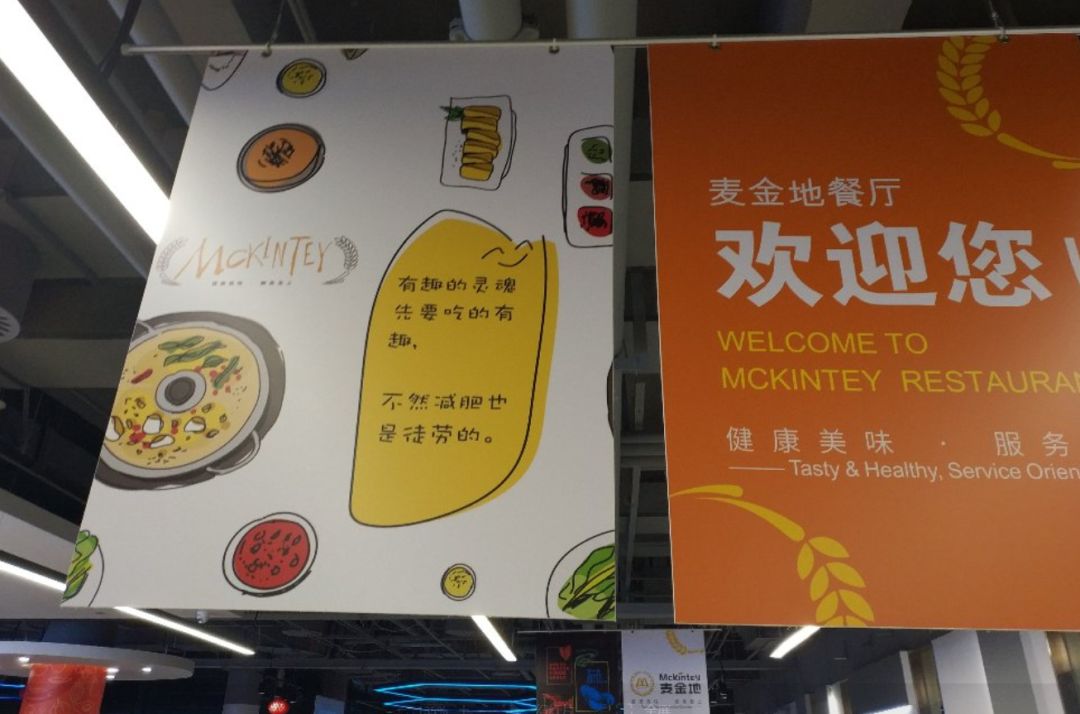 McKINTEY
有趣的灵魂
先要吃的有
趣,
不然减肥也
是徒劳的。
麦金地餐厅
欢迎您
WELCOME TO
MCKINTEY RESTAURAN
健康美味 · 服务
Tasty & Healthy, Service Orien
Mckintey
麦金地